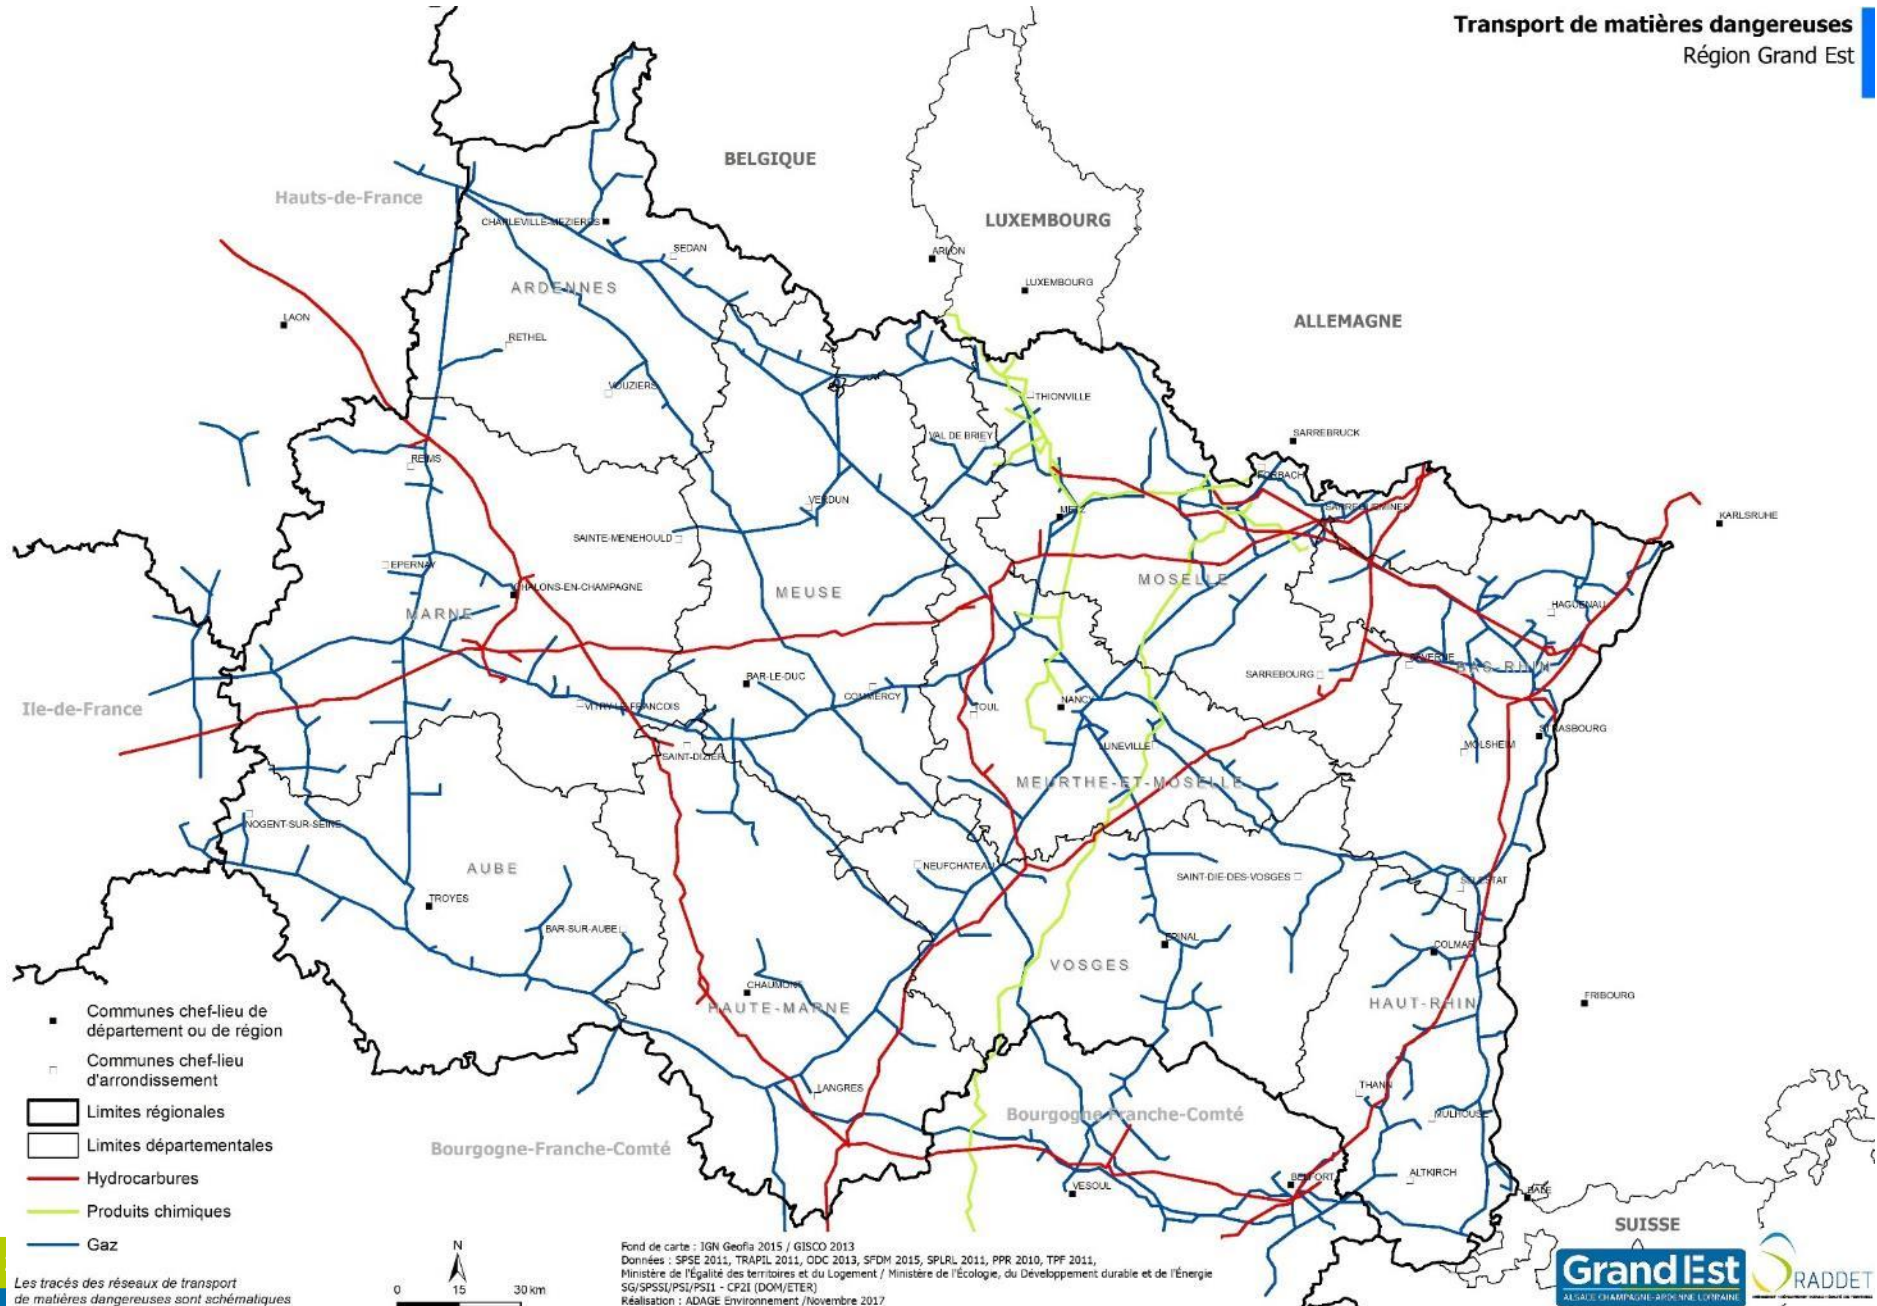 Transport de matières dangereuses
Région Grand Est
BELGIQUE
Hauts-de-France
LUXEMBOURG
CHARLEVILLE-MEZIERES
SEDAN
ARLON
LUXEMBOURG
ARDENNES
LAON
ALLEMAGNE
RETHEL
VOUZIERS
THIONVILLE
VAL DE BRIEY
SARREBRUCK
REIMS
FORBACH
VERDUN
METZ
SARREGUEMINES
KARLSRUHE
SAINTE-MENEHOULD
EPERNAY
CHALONS-EN-CHAMPAGNE
MEUSE
MOSELLE
MARNE
HAGUENAU
SAVERNE
BAS-RHIN
BAR-LE-DUC
SARREBOURG
COMMERCY
NANCY
Ile-de-France
VITRY-LE-FRANCOIS
TOUL
STRASBOURG
LUNEVILLE
MOLSHEIM
SAINT-DIZIER
MEURTHE-ET-MOSELLE
NOGENT-SUR-SEINE
AUBE
NEUFCHATEAU
SAINT-DIE-DES-VOSGES
SELESTAT
TROYES
BAR-SUR-AUBE
EPINAL
COLMAR
VOSGES
CHAUMONT
HAUTE-MARNE
HAUT-RHIN
FRIBOURG
LANGRES
THANN
Bourgogne-Franche-Comté
MULHOUSE
Bourgogne-Franche-Comté
VESOUL
BELFORT
ALTKIRCH
BALE
SUISSE
Communes chef-lieu de
département ou de région
Communes chef-lieu
d'arrondissement
Limites régionales
Limites départementales
Hydrocarbures
Produits chimiques
Gaz
Les tracés des réseaux de transport
de matières dangereuses sont schématiques
N
0 15 30 km
Fond de carte : IGN Geofla 2015 / GISCO 2013
Données : SPSE 2011, TRAPIL 2011, ODC 2013, SFDM 2015, SPLRL 2011, PPR 2010, TPF 2011,
Ministère de l'Égalité des territoires et du Logement / Ministère de l'Écologie, du Développement durable et de l'Énergie
SG/SPSSI/PSI/PSI1 - CP2I (DOM/ETER)
Réalisation : ADAGE Environnement /Novembre 2017
Grand Est
ALSACE CHAMPAGNE-ARDENNE LORRAINE
RADDET